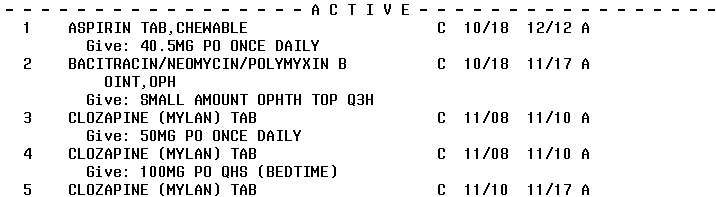 - - - - - - - - - - - - - - - - - A C T I V E - - - - - - - - - - - - - - - - -
1 ASPIRIN TAB,CHEWABLE C 10/18 12/12 A
Give: 40.5MG PO ONCE DAILY
2 BACITRACIN/NEOMYCIN/POLYMYXIN B C 10/18 11/17 A
OINT,OPH
Give: SMALL AMOUNT OPHTH TOP Q3H
3 CLOZAPINE (MYLAN) TAB C 11/08 11/10 A
Give: 50MG PO ONCE DAILY
4 CLOZAPINE (MYLAN) TAB C 11/08 11/10 A
Give: 100MG PO QHS (BEDTIME)
5 CLOZAPINE (MYLAN) TAB C 11/10 11/17 A